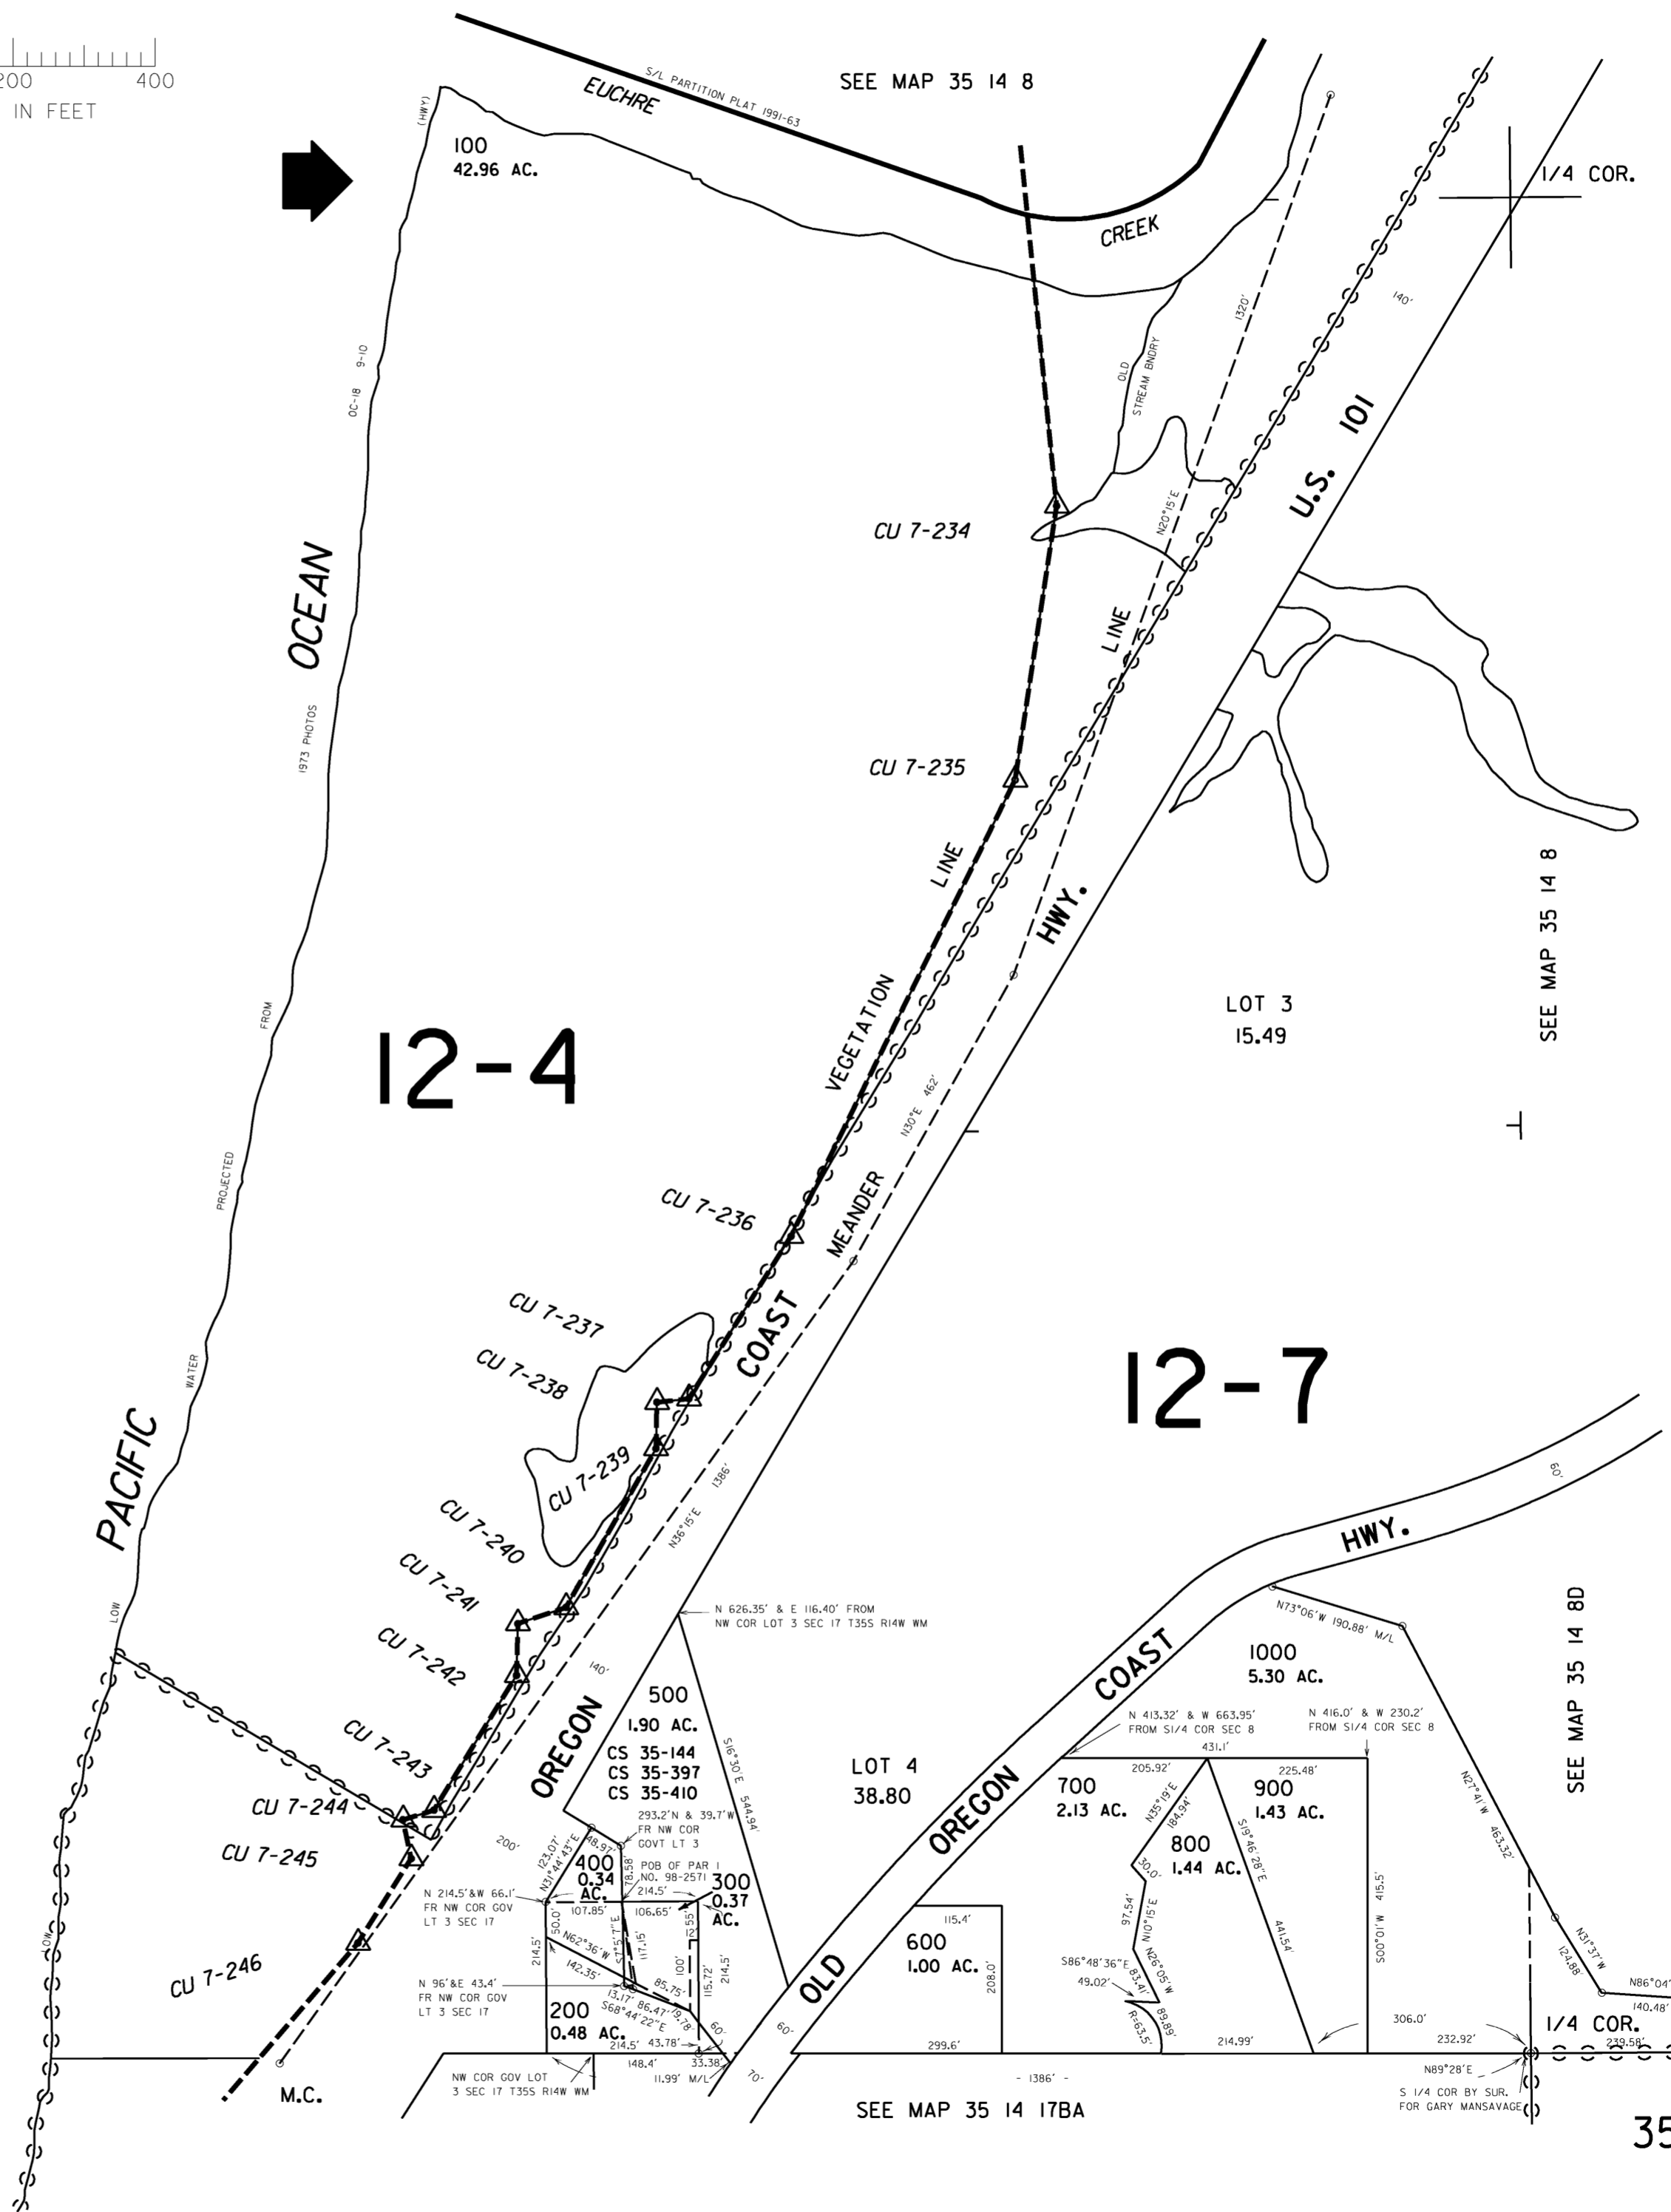 200
400
IN FEET
SEE MAP 35 14 8
S/L PARTITION PLAT 1991-63
EUCHRE
CREEK
(HWY)
100
42.96 AC.
1/4 COR.
140'
1320'
OLD
STREAM BNDRY
9-10
OC-18
U.S. 101
N20°15'E
CU 7-234
OCEAN
LINE
1973 PHOTOS
CU 7-235
LINE
HWY.
SEE MAP 35 14 8
LOT 3
15.49
FROM
12-4
VEGETATION
N30°E 462'
PROJECTED
MEANDER
CU 7-236
COAST
CU 7-237
CU 7-238
WATER
12-7
PACIFIC
CU 7-239
1386'
N36°15'E
CU 7-240
60'
HWY.
CU 7-241
LOW
N 626.35' & E 116.40' FROM
NW COR LOT 3 SEC 17 T35S R14W WM
N73°06'W 190.88' M/L
CU 7-242
140'
COAST
1000
5.30 AC.
SEE MAP 35 14 8D
OREGON
500
1.90 AC.
CS 35-144
CS 35-397
CS 35-410
S16°30'E 544.94'
N 413.32' & W 663.95'
FROM S1/4 COR SEC 8
N 416.0' & W 230.2'
FROM S1/4 COR SEC 8
431.1'
CU 7-243
LOT 4
38.80
OREGON
205.92'
225.48'
700
2.13 AC.
900
1.43 AC.
N27°41'W
463.32'
CU 7-244
293.2'N & 39.7'W
FR NW COR
GOVT LT 3
N35°19'E
184.94'
S19°46'28"E
441.54'
800
1.44 AC.
CU 7-245
200'
123.07'
N31°44'43"E
48.97'
78.58'
400
0.34
AC.
POB OF PAR 1
NO. 98-2571
214.5'
300
0.37
AC.
30.0'
S00°01'W 415.5'
N 214.5'&W 66.1'
FR NW COR GOV
LT 3 SEC 17
107.85'
106.65'
12'
50.0'
117.15'
214.5'
N62°36'W
142.35'
100'
115.72'
214.5'
115.4'
600
1.00 AC.
208.0'
97.54'
N10°15'E
N26°05'W
83.41'
S86°48'36"E
49.02'
89.89'
R=63.5'
N31°37'W
124.88'
LOW
CU 7-246
N 96'&E 43.4'
FR NW COR GOV
LT 3 SEC 17
85.75'
13.17'
86.47'
79.78'
S68°44'22"E
OLD
N86°04'
140.48'
200
0.48 AC.
60'
60'
306.0'
1/4 COR.
214.5'
43.78'
299.6'
214.99'
232.92'
239.58'
148.4'
33.38'
11.99' M/L
70'
NW COR GOV LOT
3 SEC 17 T35S R14W WM
- 1386' -
N89°28'E
M.C.
S 1/4 COR BY SUR.
FOR GARY MANSAVAGE
SEE MAP 35 14 17BA
35